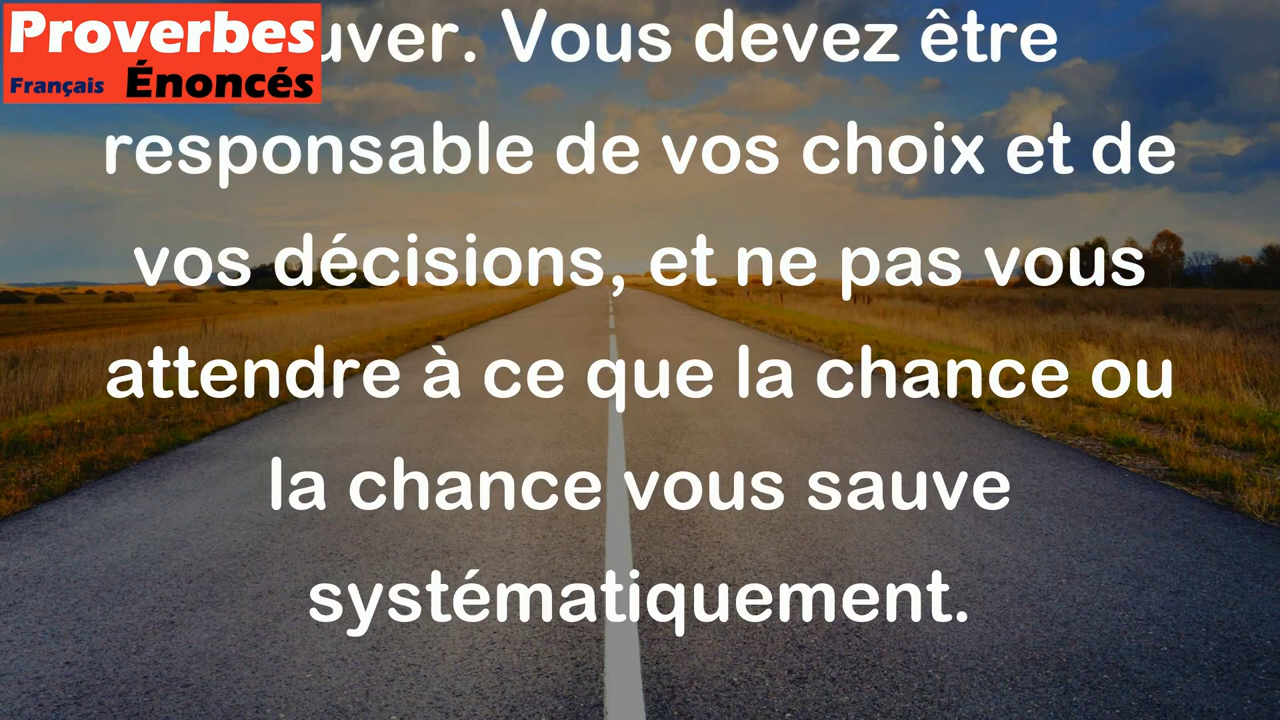 Proverbes
Français Énoncés
uver. Vous devez être
responsable de vos choix et de
vos décisions, et ne pas vous
attendre à ce que la chance ou
la chance vous sauve
systématiquement.